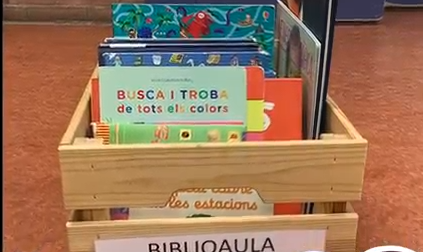 BUSCA I TROBA
de tots els colors
les estacions
BIBLIOAULA